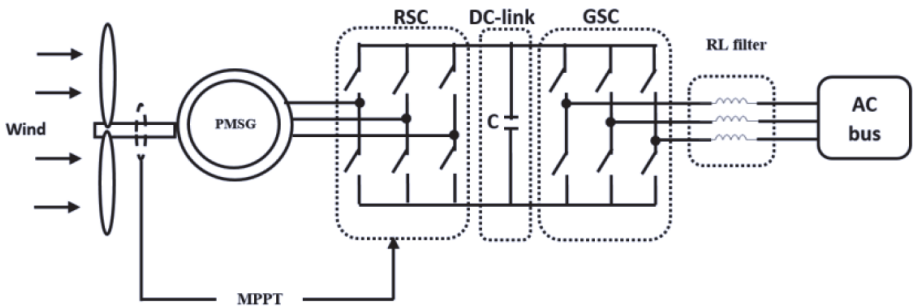 RSC
DC-link
GSC
RL filter
Wind
PMSG
C
AC
bus
MPPT